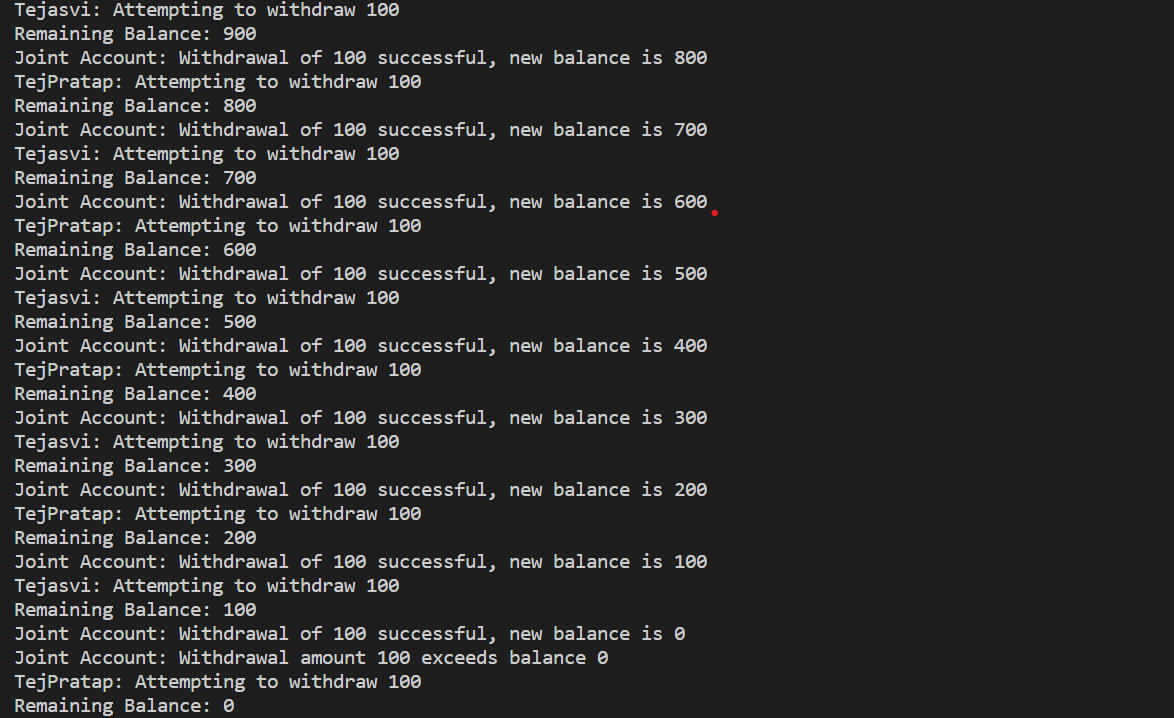 Tejasvi: Attempting to withdraw 100
Remaining Balance: 900
Joint Account: Withdrawal of 100 successful, new balance is 800
TejPratap: Attempting to withdraw 100
Remaining Balance: 800
Joint Account: Withdrawal of 100 successful, new balance is 700
Tejasvi: Attempting to withdraw 100
Remaining Balance: 700
Joint Account: Withdrawal of 100 successful, new balance is 600
TejPratap: Attempting to withdraw 100
Remaining Balance: 600
Joint Account: Withdrawal of 100 successful, new balance is 500
Tejasvi: Attempting to withdraw 100
Remaining Balance: 500
Joint Account: Withdrawal of 100 successful, new balance is 400
TejPratap: Attempting to withdraw 100
Remaining Balance: 400
Joint Account: Withdrawal of 100 successful, new balance is 300
Tejasvi: Attempting to withdraw 100
Remaining Balance: 300
Joint Account: Withdrawal of 100 successful, new balance is 200
TejPratap: Attempting to withdraw 100
Remaining Balance: 200
Joint Account: Withdrawal of 100 successful, new balance is 100
Tejasvi: Attempting to withdraw 100
Remaining Balance: 100
Joint Account: Withdrawal of 100 successful, new balance is 0
Joint Account: Withdrawal amount 100 exceeds balance 0
TejPratap: Attempting to withdraw 100
Remaining Balance: 0